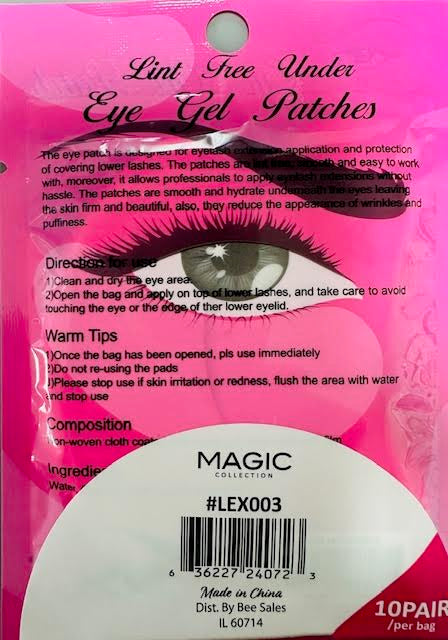 Lint Free Under
Eye Gel Patches
The eye patch is designed for eyelash extension application and protection
of covering lower lashes. The patches are lint free, smooth and easy to work
with, moreover, it allows professionals to apply eyelash extensions without
hassle. The patches are smooth and hydrate underneath the eyes leaving
the skin firm and beautiful, also, they reduce the appearance of wrinkles and
puffiness.
Direction for use
1)Clean and dry the eye area.
2)Open the bag and apply on top of lower lashes, and take care to avoid
touching the eye or the edge of ther lower eyelid.
Warm Tips
1)Once the bag has been opened, pls use immediately
2)Do not re-using the pads
3)Please stop use if skin irritation or redness, flush the area with water
and stop use
Composition
Non-woven cloth
Water
MAGIC
COLLECTION
#LEX003
6 36227 24072 3
Made in China
Dist. By Bee Sales
IL 60714
10PAIR
/per bag